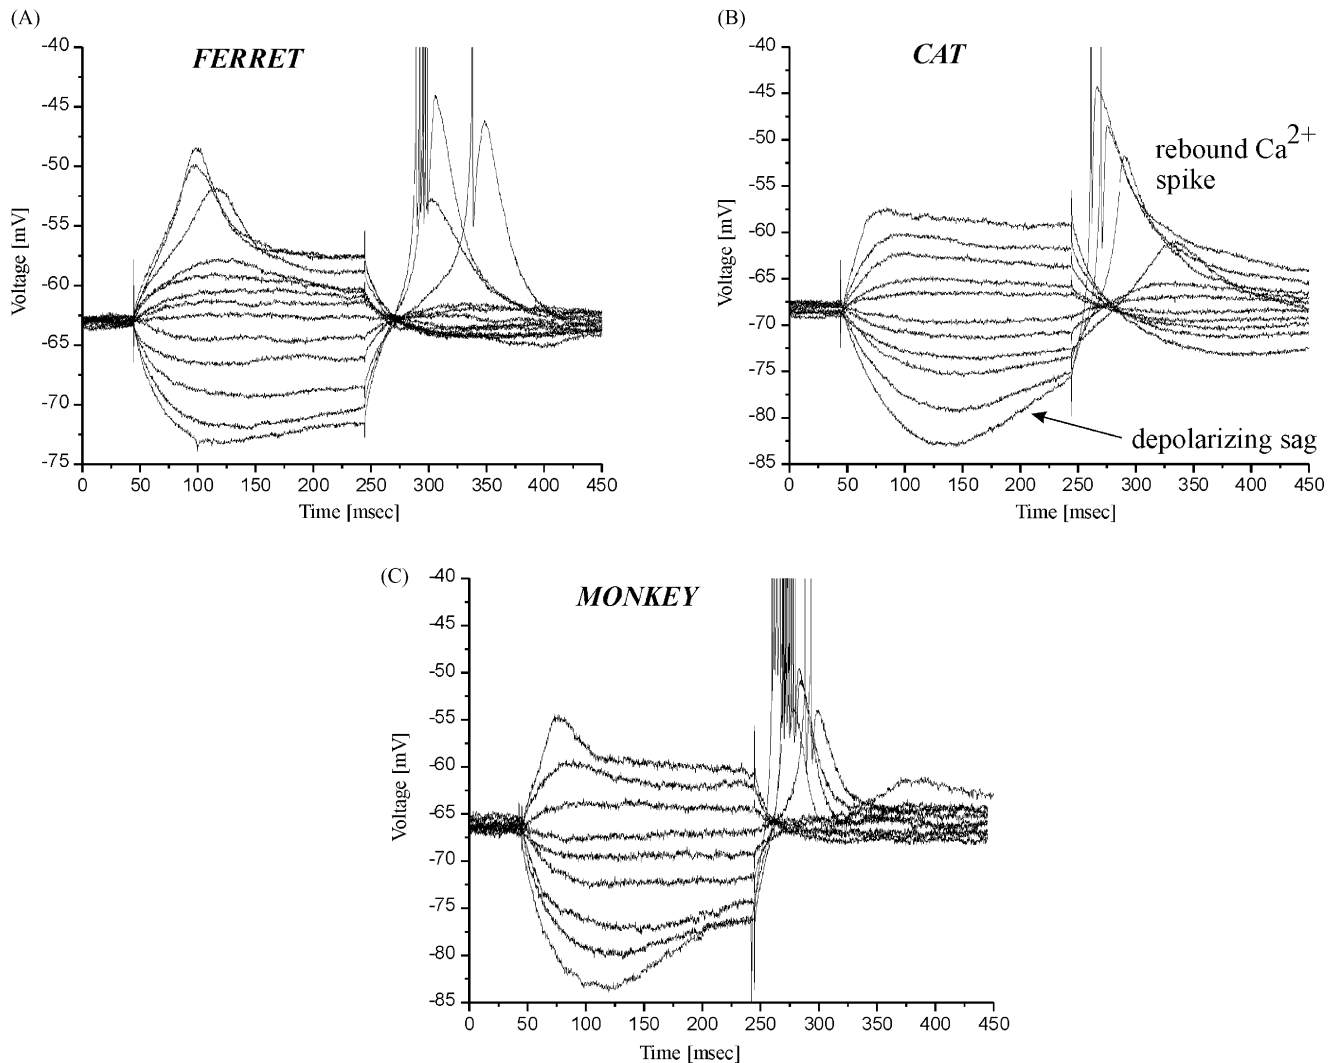 (A)
FERRET
-40
-45
-50
-55
-60
-65
-70
-75
Voltage [mV]
0 50 100 150 200 250 300 350 400 450
Time [msec]
(B)
CAT
-40
-45
-50
-55
-60
-65
-70
-75
-80
-85
Voltage [mV]
rebound Ca2+
spike
depolarizing sag
0 50 100 150 200 250 300 350 400 450
Time [msec]
(C)
MONKEY
-40
-45
-50
-55
-60
-65
-70
-75
-80
-85
Voltage [mV]
0 50 100 150 200 250 300 350 400 450
Time [msec]